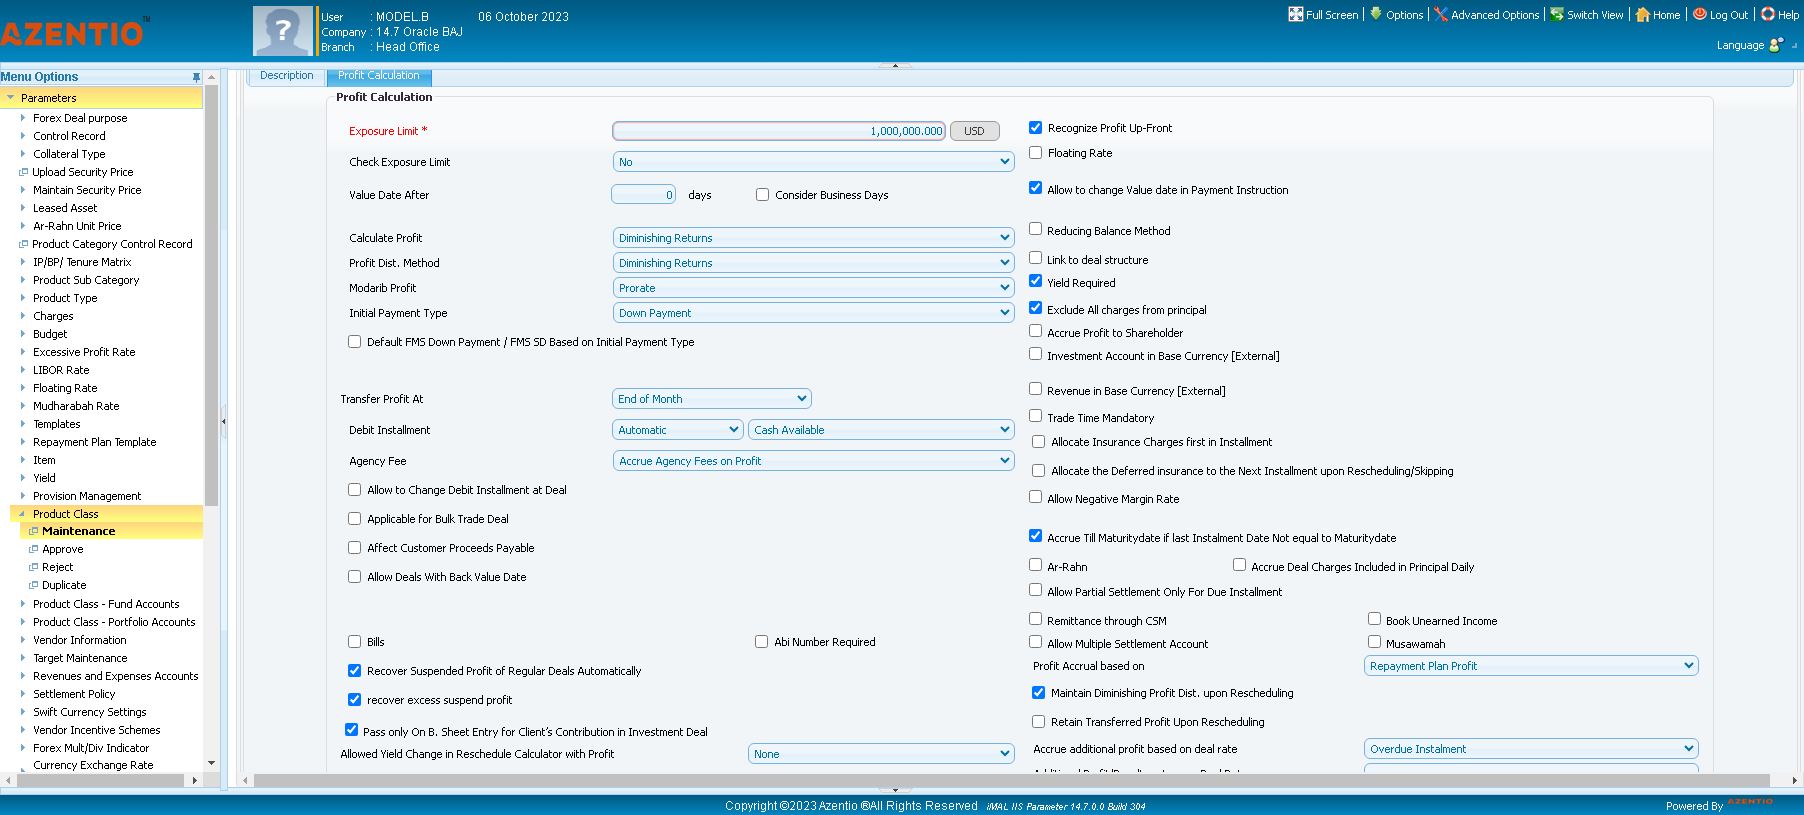 AZENTIO™
User : MODEL.B 06 October 2023
Company : 14.7 Oracle BAJ
Branch : Head Office
Full Screen | Options | Advanced Options | Switch View | Home | Log Out | Help
Language
Menu Options
Parameters
Forex Deal purpose
Control Record
Collateral Type
Upload Security Price
Maintain Security Price
Leased Asset
Ar-Rahn Unit Price
Product Category Control Record
IP/BP/ Tenure Matrix
Product Sub Category
Product Type
Charges
Budget
Excessive Profit Rate
LIBOR Rate
Floating Rate
Mudharabah Rate
Templates
Repayment Plan Template
Item
Yield
Provision Management
Product Class
Maintenance
Approve
Reject
Duplicate
Product Class - Fund Accounts
Product Class - Portfolio Accounts
Vendor Information
Target Maintenance
Revenues and Expenses Accounts
Settlement Policy
Swift Currency Settings
Vendor Incentive Schemes
Forex Mult/Div Indicator
Currency Exchange Rate
Description
Profit Calculation
Profit Calculation
Exposure Limit * 1,000,000.000 USD
Check Exposure Limit No
Value Date After 0 days Consider Business Days
Calculate Profit Diminishing Returns
Profit Dist. Method Diminishing Returns
Modarib Profit Prorate
Initial Payment Type Down Payment
Default FMS Down Payment / FMS SD Based on Initial Payment Type
Transfer Profit At End of Month
Debit Installment Automatic Cash Available
Agency Fee Accrue Agency Fees on Profit
Allow to Change Debit Installment at Deal
Applicable for Bulk Trade Deal
Affect Customer Proceeds Payable
Allow Deals With Back Value Date
Bills Abi Number Required
Recover Suspended Profit of Regular Deals Automatically
recover excess suspend profit
Pass only On B. Sheet Entry for Client's Contribution in Investment Deal
Allowed Yield Change in Reschedule Calculator with Profit None
Recognize Profit Up-Front
Floating Rate
Allow to change Value date in Payment Instruction
Reducing Balance Method
Link to deal structure
Yield Required
Exclude All charges from principal
Accrue Profit to Shareholder
Investment Account in Base Currency [External]
Revenue in Base Currency [External]
Trade Time Mandatory
Allocate Insurance Charges first in Installment
Allocate the Deferred insurance to the Next Installment upon Rescheduling/Skipping
Allow Negative Margin Rate
Accrue Till Maturitydate if last Instalment Date Not equal to Maturitydate
Ar-Rahn Accrue Deal Charges Included in Principal Daily
Allow Partial Settlement Only For Due Installment
Remittance through CSM Book Unearned Income
Allow Multiple Settlement Account Musawamah
Profit Accrual based on Repayment Plan Profit
Maintain Diminishing Profit Dist. upon Rescheduling
Retain Transferred Profit Upon Rescheduling
Accrue additional profit based on deal rate Overdue Instalment
Copyright ©2023 Azentio ®All Rights Reserved iMAL IIS Parameter 14.7.0.0 Build 304
Powered By AZENTIO